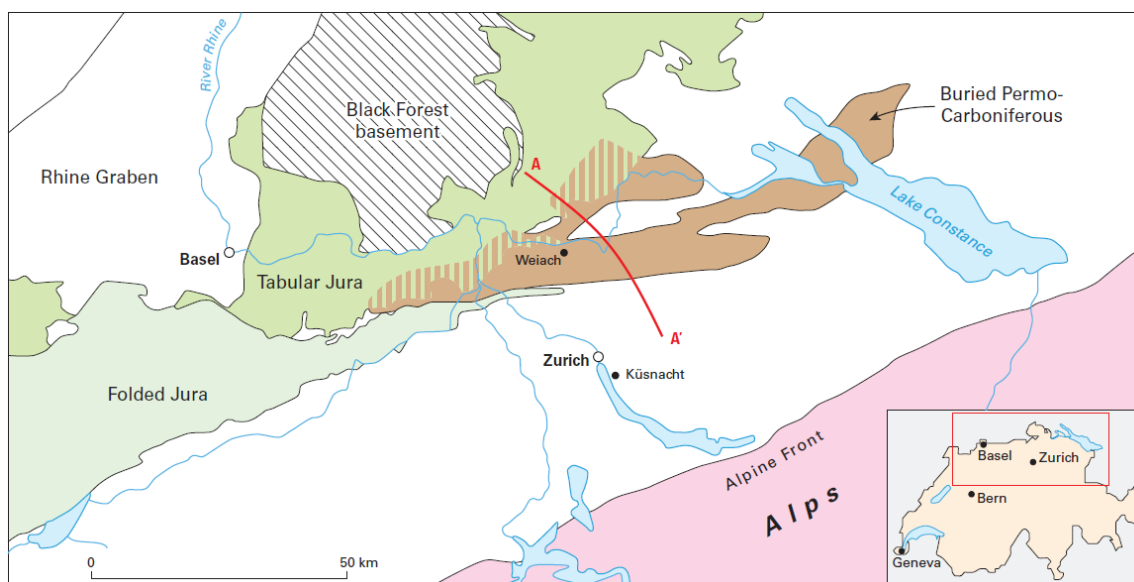 River Rhine
Black Forest
basement
Buried Permo-
Carboniferous
Rhine Graben
A
Lake Constance
Basel
Weiach
Tabular Jura
A'
Zurich
Küsnacht
Folded Jura
Alpine Front
Alps
0
50 km
Basel
Zurich
Bern
Geneva